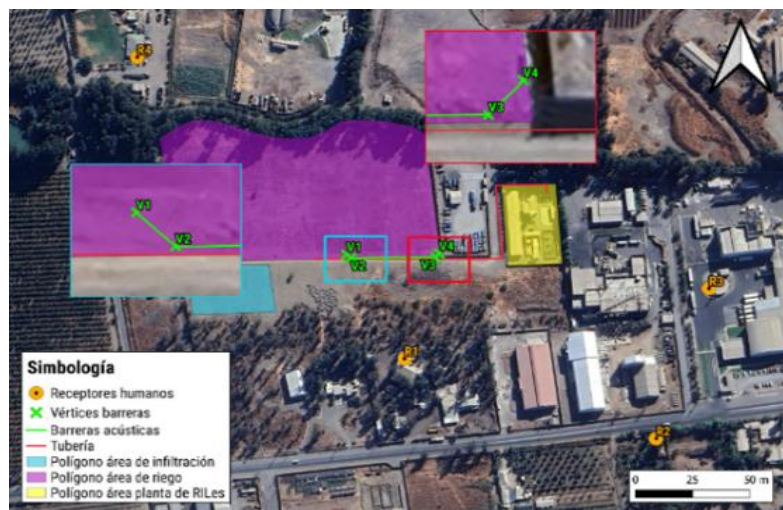 R4
V4
V3
V1
V2
V1
V2
V4
V3
R3
R1
R2
Simbología
Receptores humanos
Vértices barreras
Barreras acústicas
Tubería
Polígono área de infiltración
Polígono área de riego
Polígono área planta de RILes
0 25 50 m